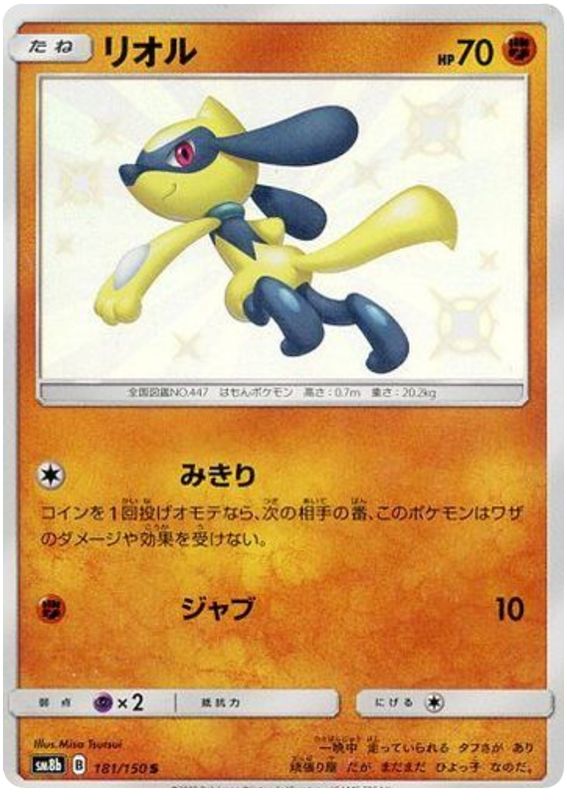 たね リオル HP70
全国図鑑NO.447 はもんポケモン 高さ:0.7m 重さ:20.2kg
みきり
コインを1回投げオモテなら、次の相手の番、このポケモンはワザ
のダメージや効果を受けない。
ジャブ 10
弱点 ×2 抵抗力 にげる
Illus. Misa Tsutsui
sm8b B 181/150 S
一晩中 走っていられる タフさが あり
頑張り屋 だが まだまだ ひよっ子 なのだ。